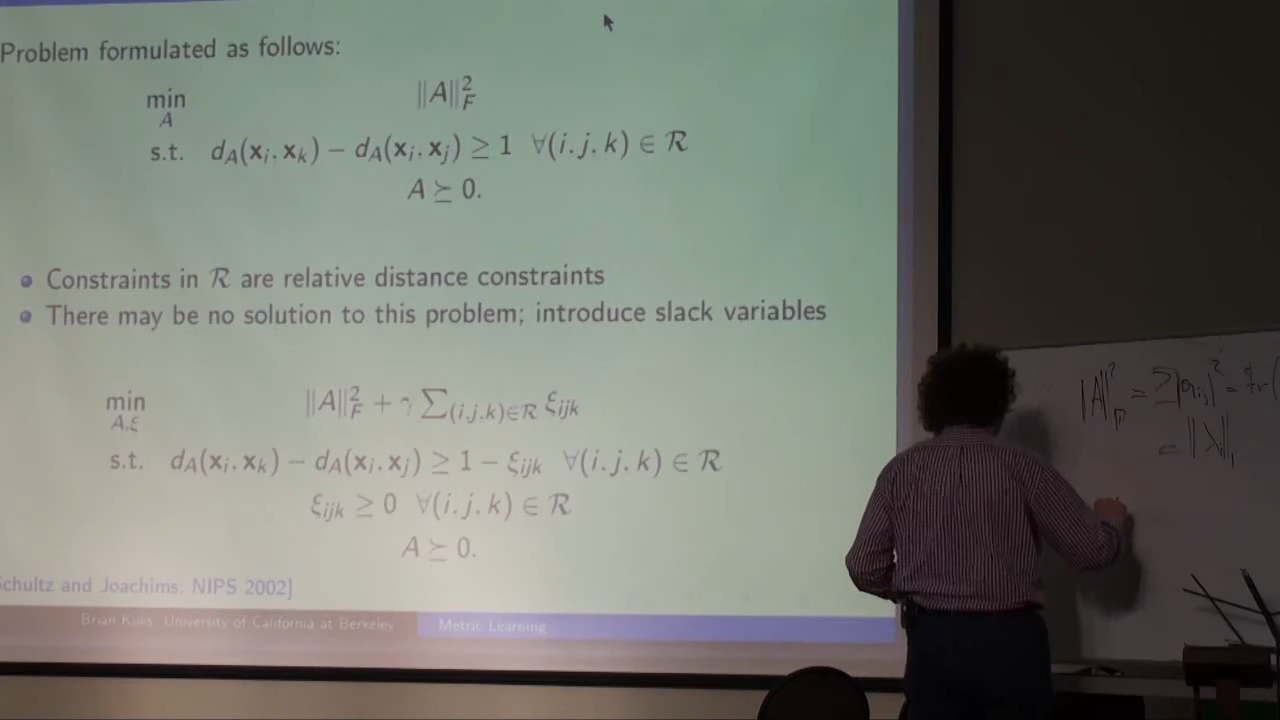 Problem formulated as follows:
min ‖A‖²_F
A
s.t. d_A(x_i, x_k) − d_A(x_i, x_j) ≥ 1 ∀(i, j, k) ∈ R
A ⪰ 0.
Constraints in R are relative distance constraints
There may be no solution to this problem; introduce slack variables
min ‖A‖²_F + γ ∑_(i,j,k)∈R ξ_ijk
A,ξ
s.t. d_A(x_i, x_k) − d_A(x_i, x_j) ≥ 1 − ξ_ijk ∀(i, j, k) ∈ R
ξ_ijk ≥ 0 ∀(i, j, k) ∈ R
A ⪰ 0.
Schultz and Joachims: NIPS 2002]
Brian Kulis, University of California at Berkeley Metric Learning
= ∑|a_ij|² = tr(